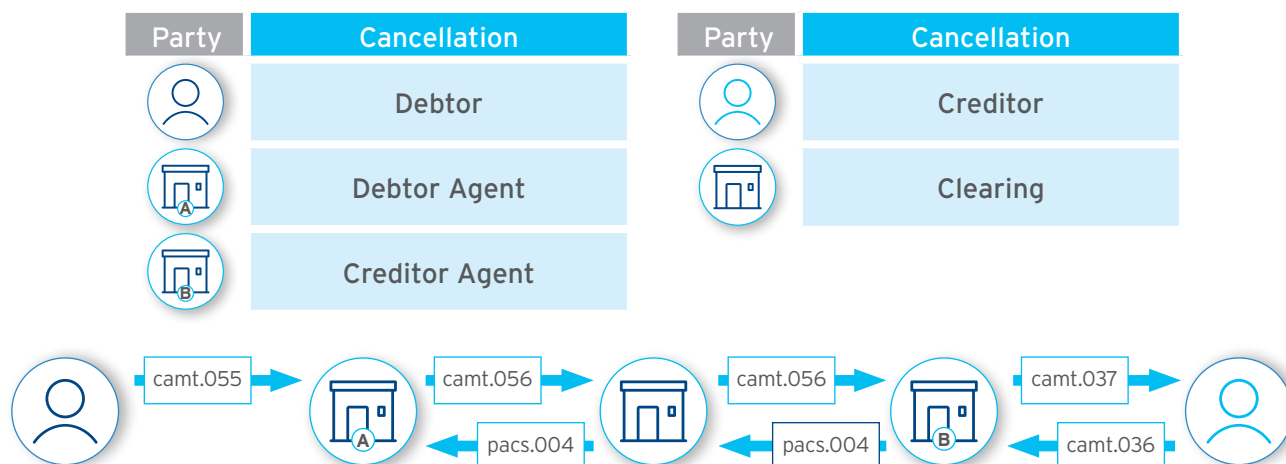 Party Cancellation
Debtor
A
Debtor Agent
B
Creditor Agent
Party Cancellation
Creditor
Clearing
camt.055 camt.056 camt.056 camt.037
A B
pacs.004 pacs.004 camt.036